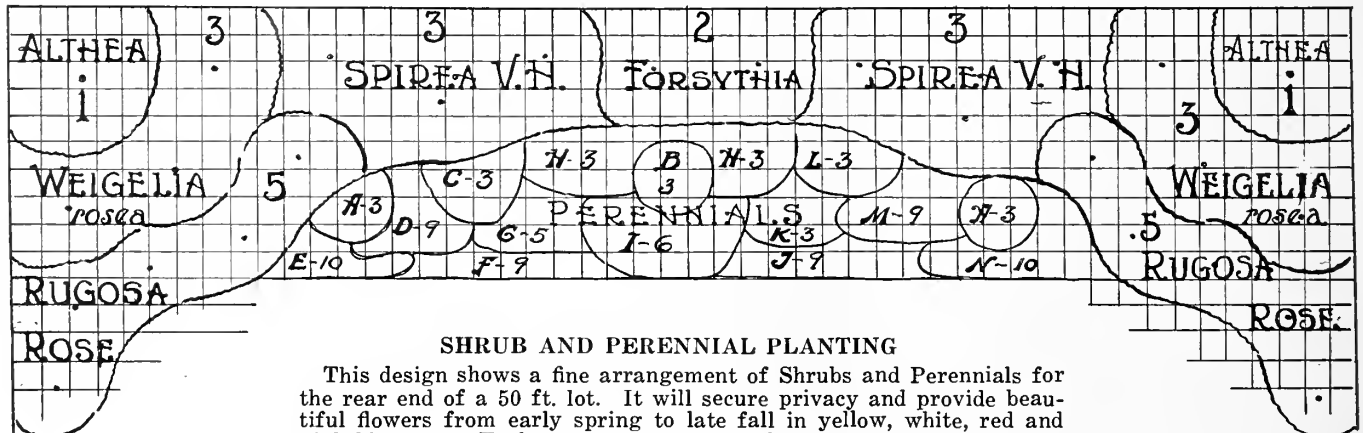 3 3 2 3
ALTHEA 1 SPIREA V.H. FORSYTHIA SPIREA V.H. 3 ALTHEA 1
WEIGELIA rosea 5 H-3 B 3 H-3 L-3 WEIGELIA rosea
A-3 C-3 D-9 G-5 PERENNIALS I-6 K-3 M-9 A-3 5
E-10 F-9 J-9 N-10
RUGOSA ROSE RUGOSA ROSE
SHRUB AND PERENNIAL PLANTING
This design shows a fine arrangement of Shrubs and Perennials for
the rear end of a 50 ft. lot. It will secure privacy and provide beau-
tiful flowers from early spring to late fall in yellow, white, red and